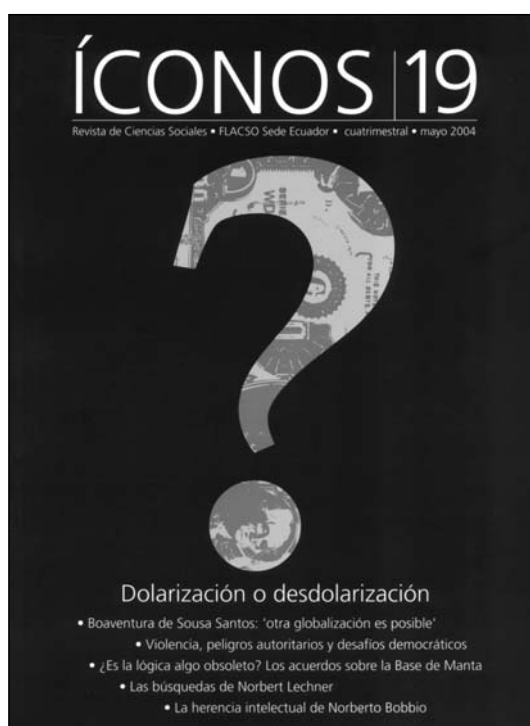 ÍCONOS | 19
Revista de Ciencias Sociales • FLACSO Sede Ecuador • cuatrimestral • mayo 2004
Dolarización o desdolarización
• Boaventura de Sousa Santos: 'otra globalización es posible'
• Violencia, peligros autoritarios y desafíos democráticos
• ¿Es la lógica algo obsoleto? Los acuerdos sobre la Base de Manta
• Las búsquedas de Norbert Lechner
• La herencia intelectual de Norberto Bobbio